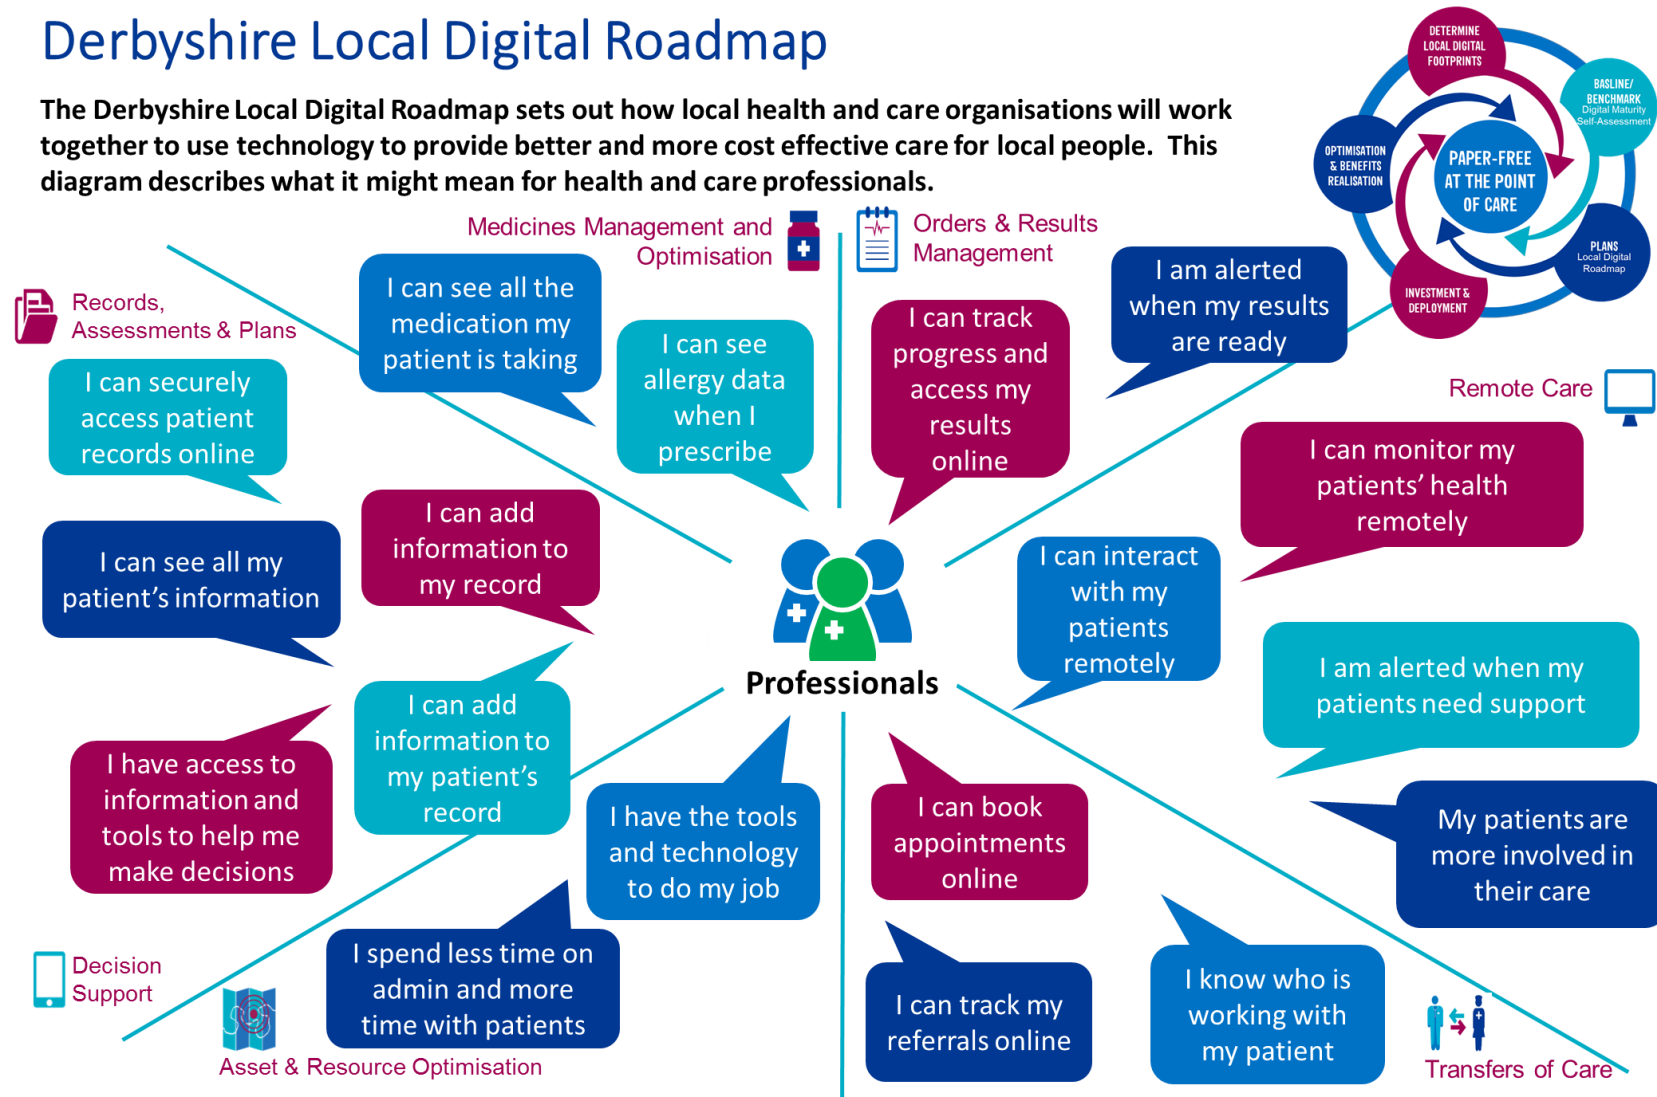 Derbyshire Local Digital Roadmap
The Derbyshire Local Digital Roadmap sets out how local health and care organisations will work
together to use technology to provide better and more cost effective care for local people.  This
diagram describes what it might mean for health and care professionals.
DETERMINE
LOCAL DIGITAL
FOOTPRINTS
BASLINE/
BENCHMARK
Digital Maturity
Self-Assessment
OPTIMISATION
& BENEFITS
REALISATION
PAPER-FREE
AT THE POINT
OF CARE
PLANS
Local Digital
Roadmap
INVESTMENT &
DEPLOYMENT
Medicines Management and
Optimisation
Orders & Results
Management
Records,
Assessments & Plans
Remote Care
I can see all the
medication my
patient is taking
I can see
allergy data
when I
prescribe
I can track
progress and
access my
results
online
I am alerted
when my results
are ready
I can securely
access patient
records online
I can add
information to
my record
I can see all my
patient's information
I can monitor my
patients' health
remotely
I can interact
with my
patients
remotely
I am alerted when my
patients need support
Professionals
I can add
information to
my patient's
record
I have access to
information and
tools to help me
make decisions
I have the tools
and technology
to do my job
I can book
appointments
online
My patients are
more involved in
their care
I spend less time on
admin and more
time with patients
I can track my
referrals online
I know who is
working with
my patient
Decision
Support
Asset & Resource Optimisation
Transfers of Care